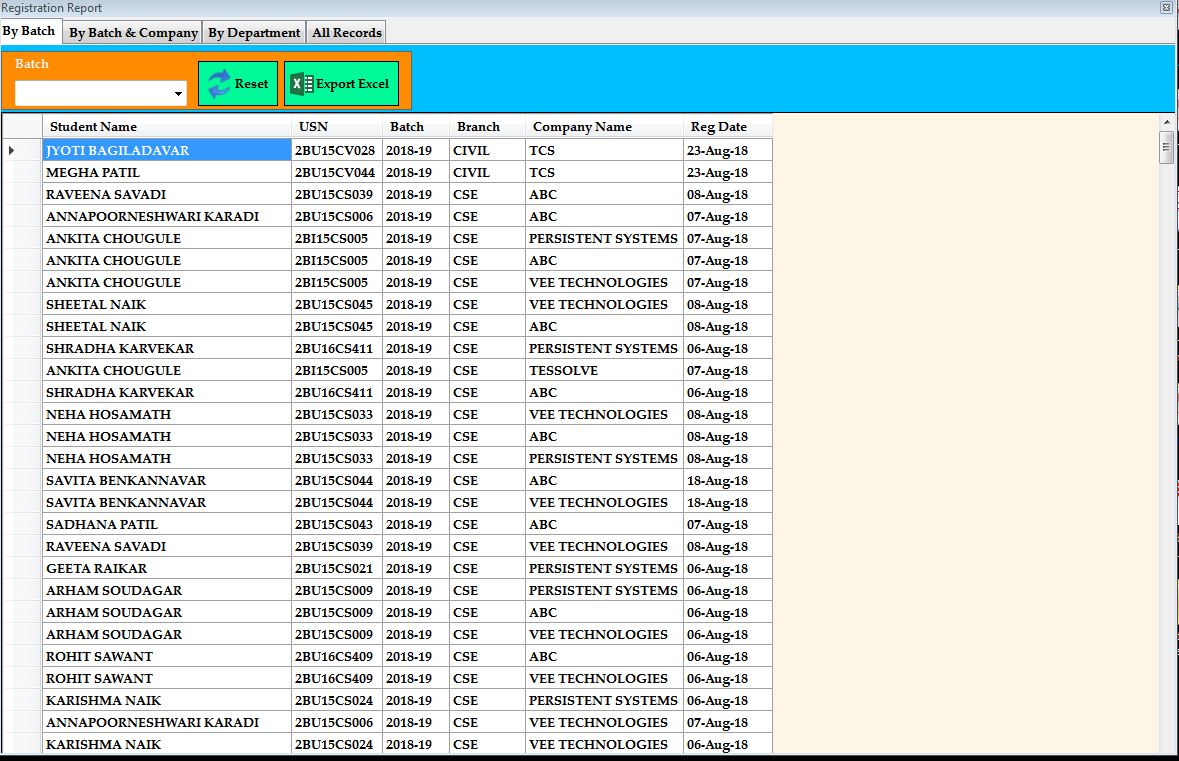 Registration Report
By Batch By Batch & Company By Department All Records
Batch
Reset Export Excel
Student Name USN Batch Branch Company Name Reg Date
JYOTI BAGILADAVAR 2BU15CV028 2018-19 CIVIL TCS 23-Aug-18
MEGHA PATIL 2BU15CV044 2018-19 CIVIL TCS 23-Aug-18
RAVEENA SAVADI 2BU15CS039 2018-19 CSE ABC 08-Aug-18
ANNAPOORNESHWARI KARADI 2BU15CS006 2018-19 CSE ABC 07-Aug-18
ANKITA CHOUGULE 2BI15CS005 2018-19 CSE PERSISTENT SYSTEMS 07-Aug-18
ANKITA CHOUGULE 2BI15CS005 2018-19 CSE ABC 07-Aug-18
ANKITA CHOUGULE 2BI15CS005 2018-19 CSE VEE TECHNOLOGIES 07-Aug-18
SHEETAL NAIK 2BU15CS045 2018-19 CSE VEE TECHNOLOGIES 08-Aug-18
SHEETAL NAIK 2BU15CS045 2018-19 CSE ABC 08-Aug-18
SHRADHA KARVEKAR 2BU16CS411 2018-19 CSE PERSISTENT SYSTEMS 06-Aug-18
ANKITA CHOUGULE 2BI15CS005 2018-19 CSE TESSOLVE 07-Aug-18
SHRADHA KARVEKAR 2BU16CS411 2018-19 CSE ABC 06-Aug-18
NEHA HOSAMATH 2BU15CS033 2018-19 CSE VEE TECHNOLOGIES 08-Aug-18
NEHA HOSAMATH 2BU15CS033 2018-19 CSE ABC 08-Aug-18
NEHA HOSAMATH 2BU15CS033 2018-19 CSE PERSISTENT SYSTEMS 08-Aug-18
SAVITA BENKANNAVAR 2BU15CS044 2018-19 CSE ABC 18-Aug-18
SAVITA BENKANNAVAR 2BU15CS044 2018-19 CSE VEE TECHNOLOGIES 18-Aug-18
SADHANA PATIL 2BU15CS043 2018-19 CSE ABC 07-Aug-18
RAVEENA SAVADI 2BU15CS039 2018-19 CSE VEE TECHNOLOGIES 08-Aug-18
GEETA RAIKAR 2BU15CS021 2018-19 CSE PERSISTENT SYSTEMS 06-Aug-18
ARHAM SOUDAGAR 2BU15CS009 2018-19 CSE PERSISTENT SYSTEMS 06-Aug-18
ARHAM SOUDAGAR 2BU15CS009 2018-19 CSE ABC 06-Aug-18
ARHAM SOUDAGAR 2BU15CS009 2018-19 CSE VEE TECHNOLOGIES 06-Aug-18
ROHIT SAWANT 2BU16CS409 2018-19 CSE ABC 06-Aug-18
ROHIT SAWANT 2BU16CS409 2018-19 CSE VEE TECHNOLOGIES 06-Aug-18
KARISHMA NAIK 2BU15CS024 2018-19 CSE PERSISTENT SYSTEMS 06-Aug-18
ANNAPOORNESHWARI KARADI 2BU15CS006 2018-19 CSE VEE TECHNOLOGIES 07-Aug-18
KARISHMA NAIK 2BU15CS024 2018-19 CSE VEE TECHNOLOGIES 06-Aug-18